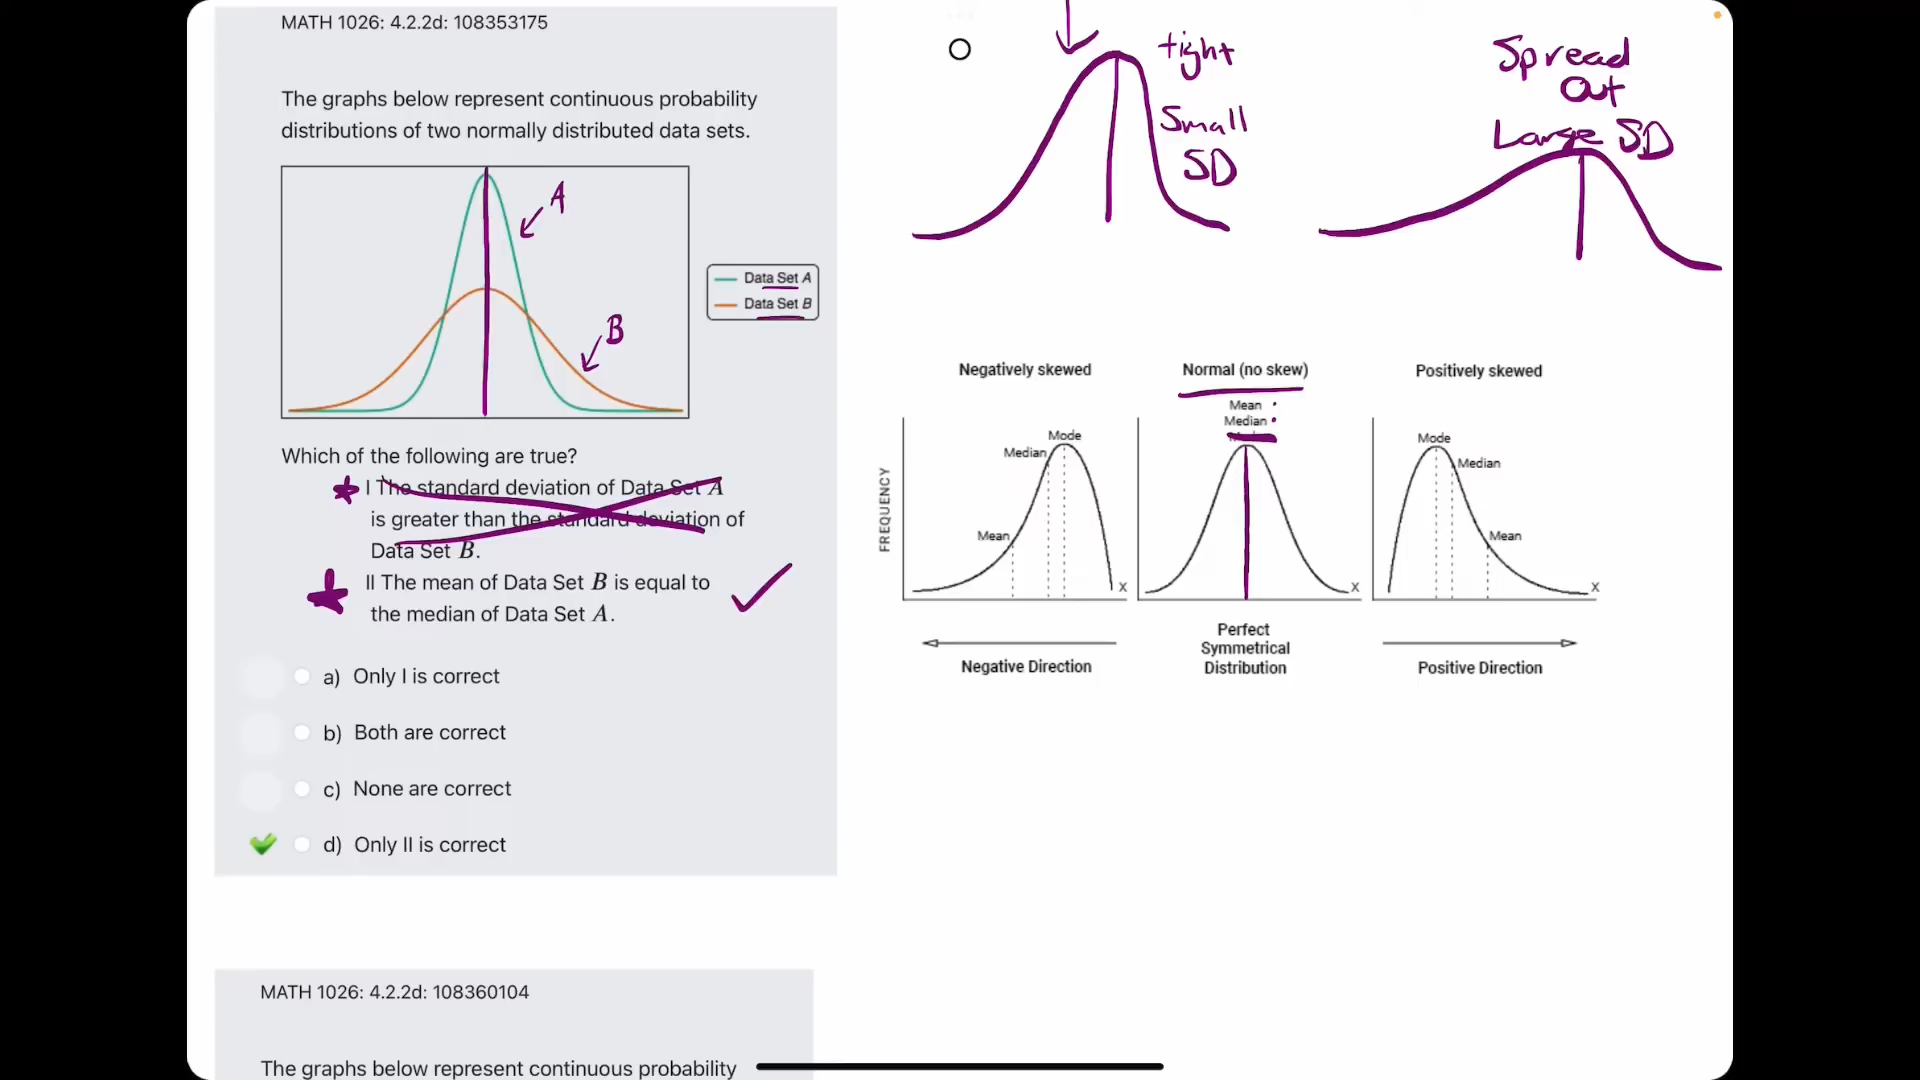 MATH 1026: 4.2.2d: 108353175
The graphs below represent continuous probability
distributions of two normally distributed data sets.
A
B
Data Set A
Data Set B
Which of the following are true?
I The standard deviation of Data Set A
is greater than the standard deviation of
Data Set B.
II The mean of Data Set B is equal to
the median of Data Set A.
a) Only I is correct
b) Both are correct
c) None are correct
d) Only II is correct
MATH 1026: 4.2.2d: 108360104
The graphs below represent continuous probability
tight
Small
SD
Spread
Out
Large SD
Negatively skewed
Normal (no skew)
Positively skewed
Mean
Median
Mode
Median
Mean
Mode
Median
Mean
FREQUENCY
X
X
X
Negative Direction
Perfect
Symmetrical
Distribution
Positive Direction